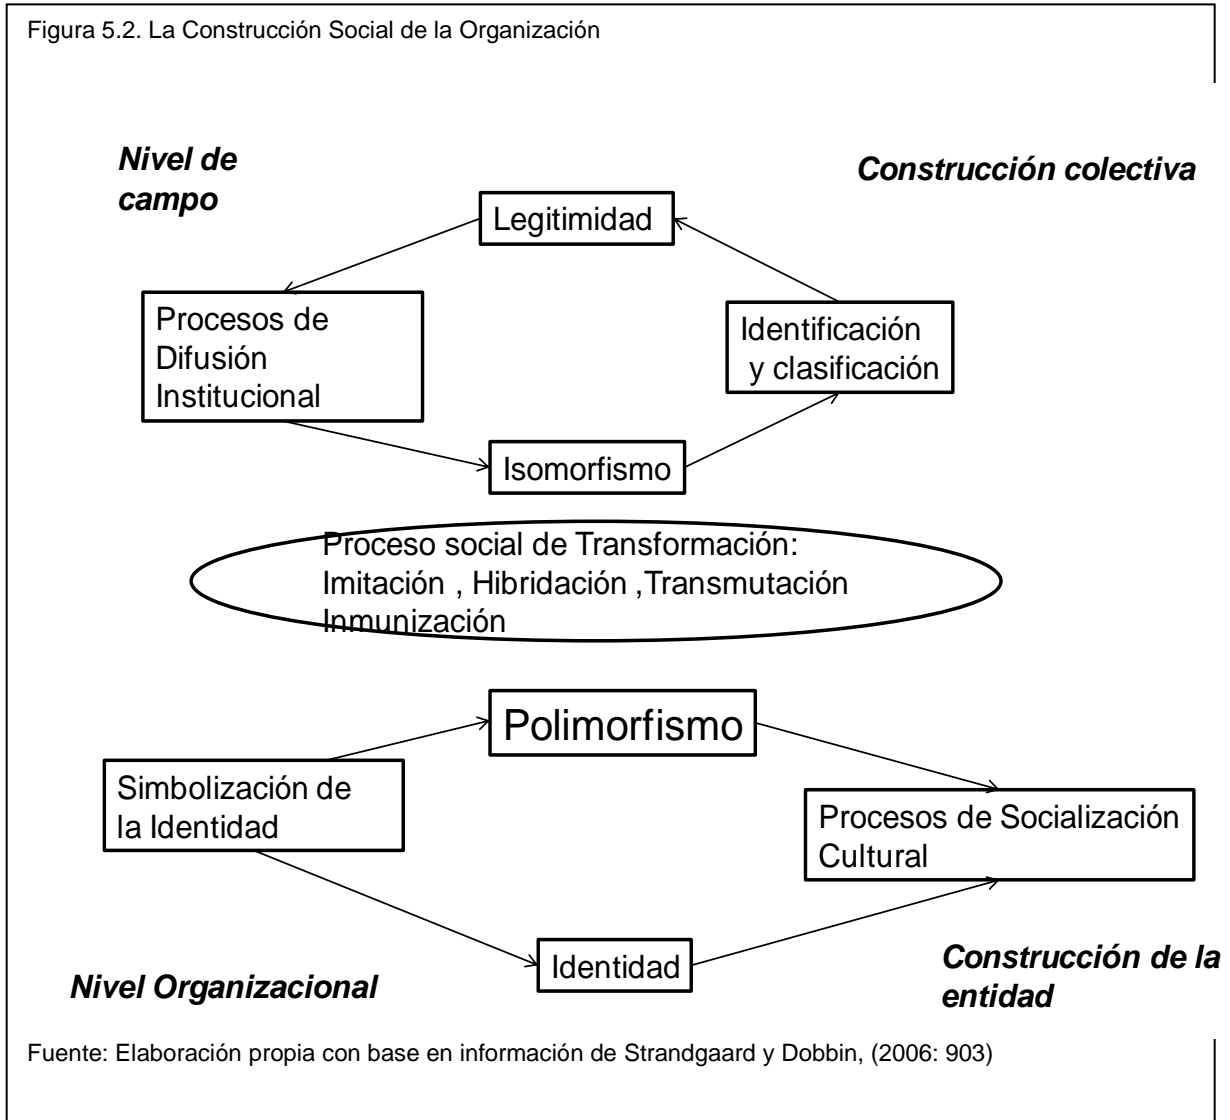 Figura 5.2. La Construcción Social de la Organización
Nivel de
campo
Construcción colectiva
Legitimidad
Procesos de
Difusión
Institucional
Identificación
y clasificación
Isomorfismo
Proceso social de Transformación:
Imitación , Hibridación ,Transmutación
Inmunización
Polimorfismo
Simbolización de
la Identidad
Procesos de Socialización
Cultural
Identidad
Nivel Organizacional
Construcción de la
entidad
Fuente: Elaboración propia con base en información de Strandgaard y Dobbin, (2006: 903)